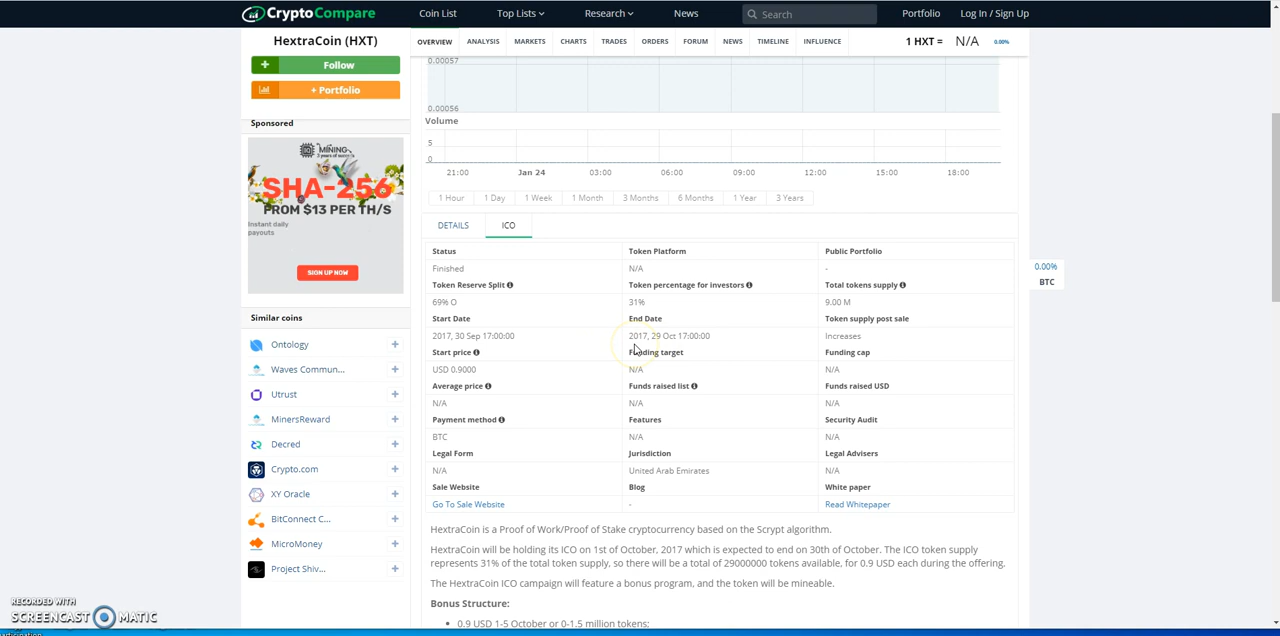 CryptoCompare Coin List Top Lists Research News Search Portfolio Log In / Sign Up
HextraCoin (HXT) OVERVIEW ANALYSIS MARKETS CHARTS TRADES ORDERS FORUM NEWS TIMELINE INFLUENCE 1 HXT = N/A 0.00%
+ Follow
+ Portfolio
Sponsored
MINING
SHA-256
FROM $13 PER TH/S
Instant daily
payouts
SIGN UP NOW
Similar coins
Ontology +
Waves Commun... +
Utrust +
MinersReward +
Decred +
Crypto.com +
XY Oracle +
BitConnect C... +
MicroMoney +
Project Shiv... +
0.00057
0.00056
Volume
5
0
21:00 Jan 24 03:00 06:00 09:00 12:00 15:00 18:00
1 Hour 1 Day 1 Week 1 Month 3 Months 6 Months 1 Year 3 Years
DETAILS ICO
Status Token Platform Public Portfolio
Finished N/A -
Token Reserve Split Token percentage for investors Total tokens supply
69% O 31% 9.00 M
Start Date End Date Token supply post sale
2017, 30 Sep 17:00:00 2017, 29 Oct 17:00:00 Increases
Start price Funding target Funding cap
USD 0.9000 N/A N/A
Average price Funds raised list Funds raised USD
N/A N/A N/A
Payment method Features Security Audit
BTC N/A N/A
Legal Form Jurisdiction Legal Advisers
N/A United Arab Emirates N/A
Sale Website Blog White paper
Go To Sale Website - Read Whitepaper
0.00%
BTC
HextraCoin is a Proof of Work/Proof of Stake cryptocurrency based on the Scrypt algorithm.
HextraCoin will be holding its ICO on 1st of October, 2017 which is expected to end on 30th of October. The ICO token supply
represents 31% of the total token supply, so there will be a total of 29000000 tokens available, for 0.9 USD each during the offering.
The HextraCoin ICO campaign will feature a bonus program, and the token will be mineable.
Bonus Structure:
• 0.9 USD 1-5 October or 0-1.5 million tokens;
RECORDED WITH
SCREENCAST MATIC